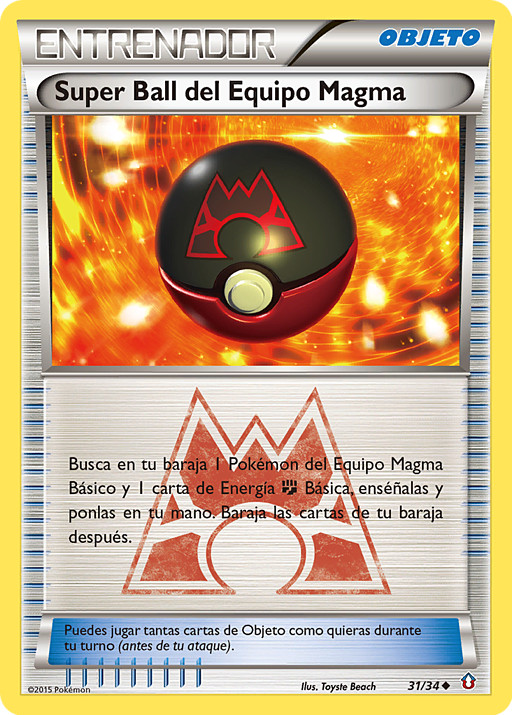 ENTRENADOR
OBJETO
Super Ball del Equipo Magma
Busca en tu baraja 1 Pokémon del Equipo Magma
Básico y 1 carta de Energía Básica, enséñalas y
ponlas en tu mano. Baraja las cartas de tu baraja
después.
Puedes jugar tantas cartas de Objeto como quieras durante
tu turno (antes de tu ataque).
©2015 Pokémon
Ilus. Toyste Beach
31/34